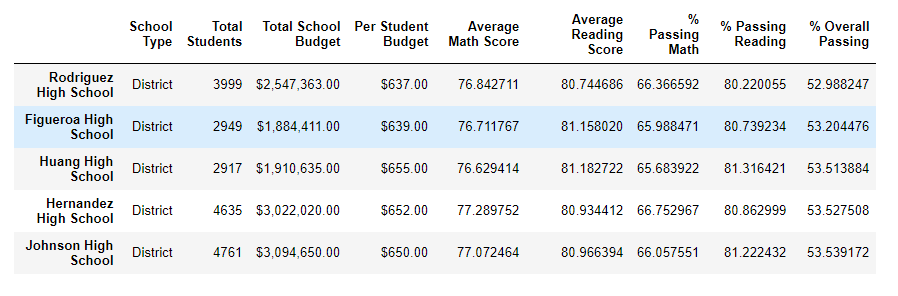 School Type Total Students Total School Budget Per Student Budget Average Math Score Average Reading Score % Passing Math % Passing Reading % Overall Passing
Rodriguez High School District 3999 $2,547,363.00 $637.00 76.842711 80.744686 66.366592 80.220055 52.988247
Figueroa High School District 2949 $1,884,411.00 $639.00 76.711767 81.158020 65.988471 80.739234 53.204476
Huang High School District 2917 $1,910,635.00 $655.00 76.629414 81.182722 65.683922 81.316421 53.513884
Hernandez High School District 4635 $3,022,020.00 $652.00 77.289752 80.934412 66.752967 80.862999 53.527508
Johnson High School District 4761 $3,094,650.00 $650.00 77.072464 80.966394 66.057551 81.222432 53.539172